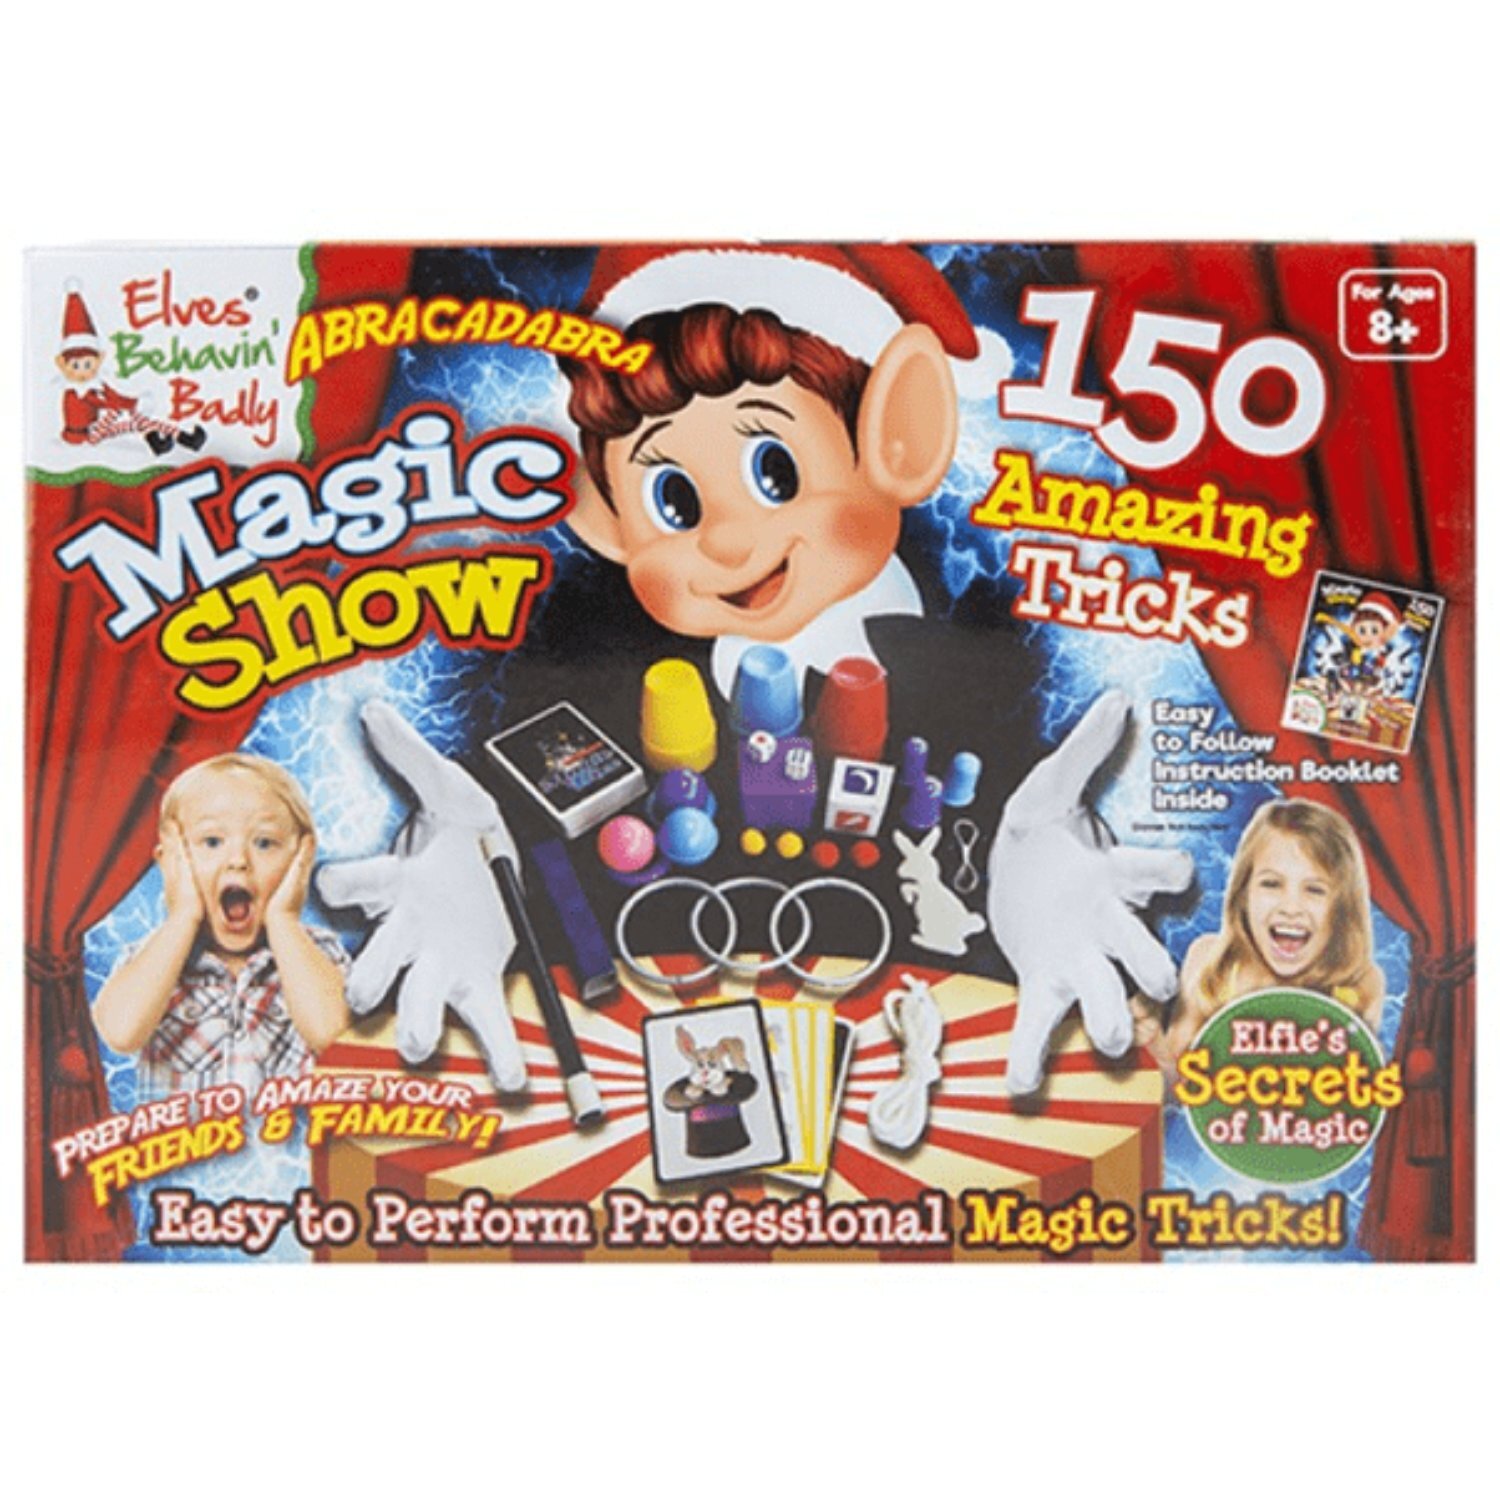 Elves®
Behavin'
Badly
ABRACADABRA
Magic
Show
150
Amazing
Tricks
For Ages
8+
Easy
to Follow
Instruction Booklet
Inside
PREPARE TO AMAZE YOUR
FRIENDS & FAMILY!
Elfie's
Secrets
of Magic
Easy to Perform Professional Magic Tricks!